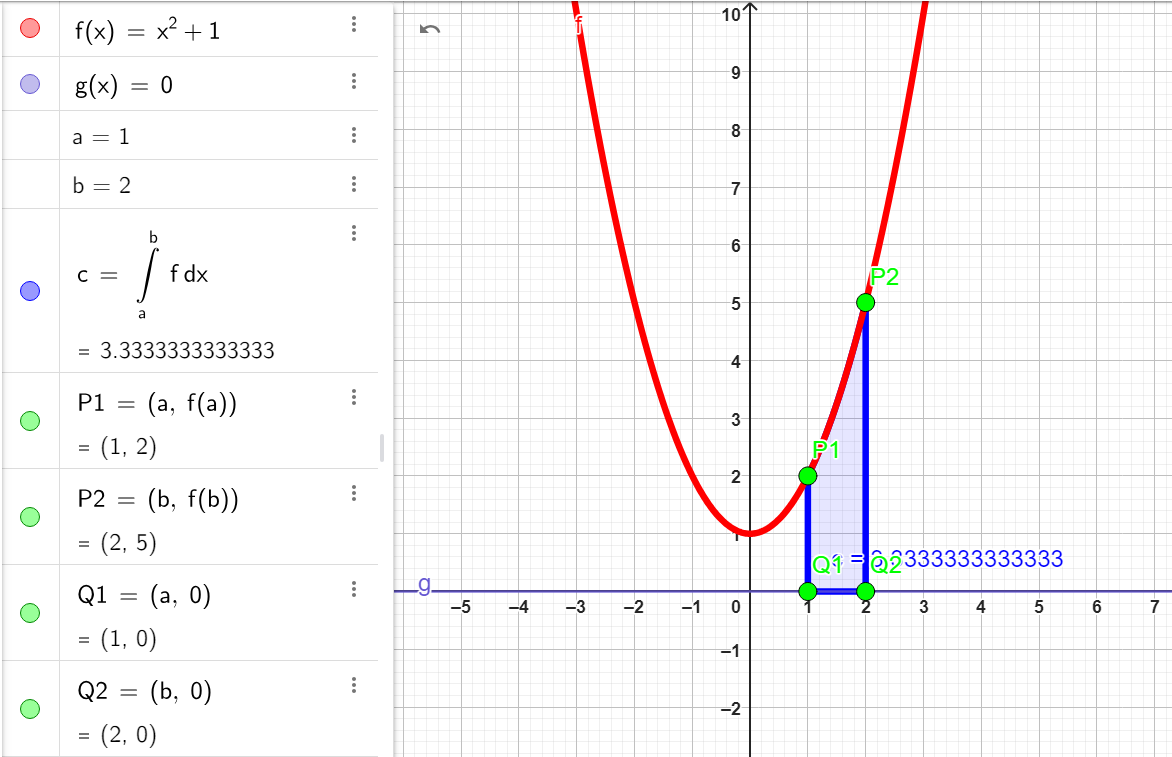 f(x) = x² + 1
g(x) = 0
a = 1
b = 2
b
c = ∫ f dx
a
= 3.3333333333333
P1 = (a, f(a))
= (1, 2)
P2 = (b, f(b))
= (2, 5)
Q1 = (a, 0)
= (1, 0)
Q2 = (b, 0)
= (2, 0)
f
10
9
8
7
6
P2
5
4
3
P1
2
1
c = 3.3333333333333
Q1 Q2
g
−5 −4 −3 −2 −1 0 1 2 3 4 5 6 7
−1
−2